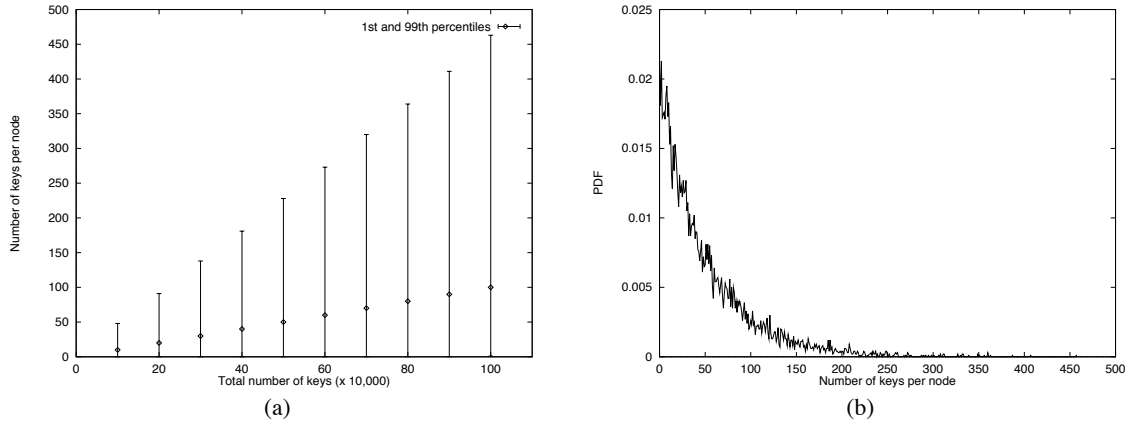 500
450
400
350
300
250
200
150
100
50
0
Number of keys per node
1st and 99th percentiles
0 20 40 60 80 100
Total number of keys (x 10,000)
(a)
0.025
0.02
0.015
0.01
0.005
0
PDF
0 50 100 150 200 250 300 350 400 450 500
Number of keys per node
(b)